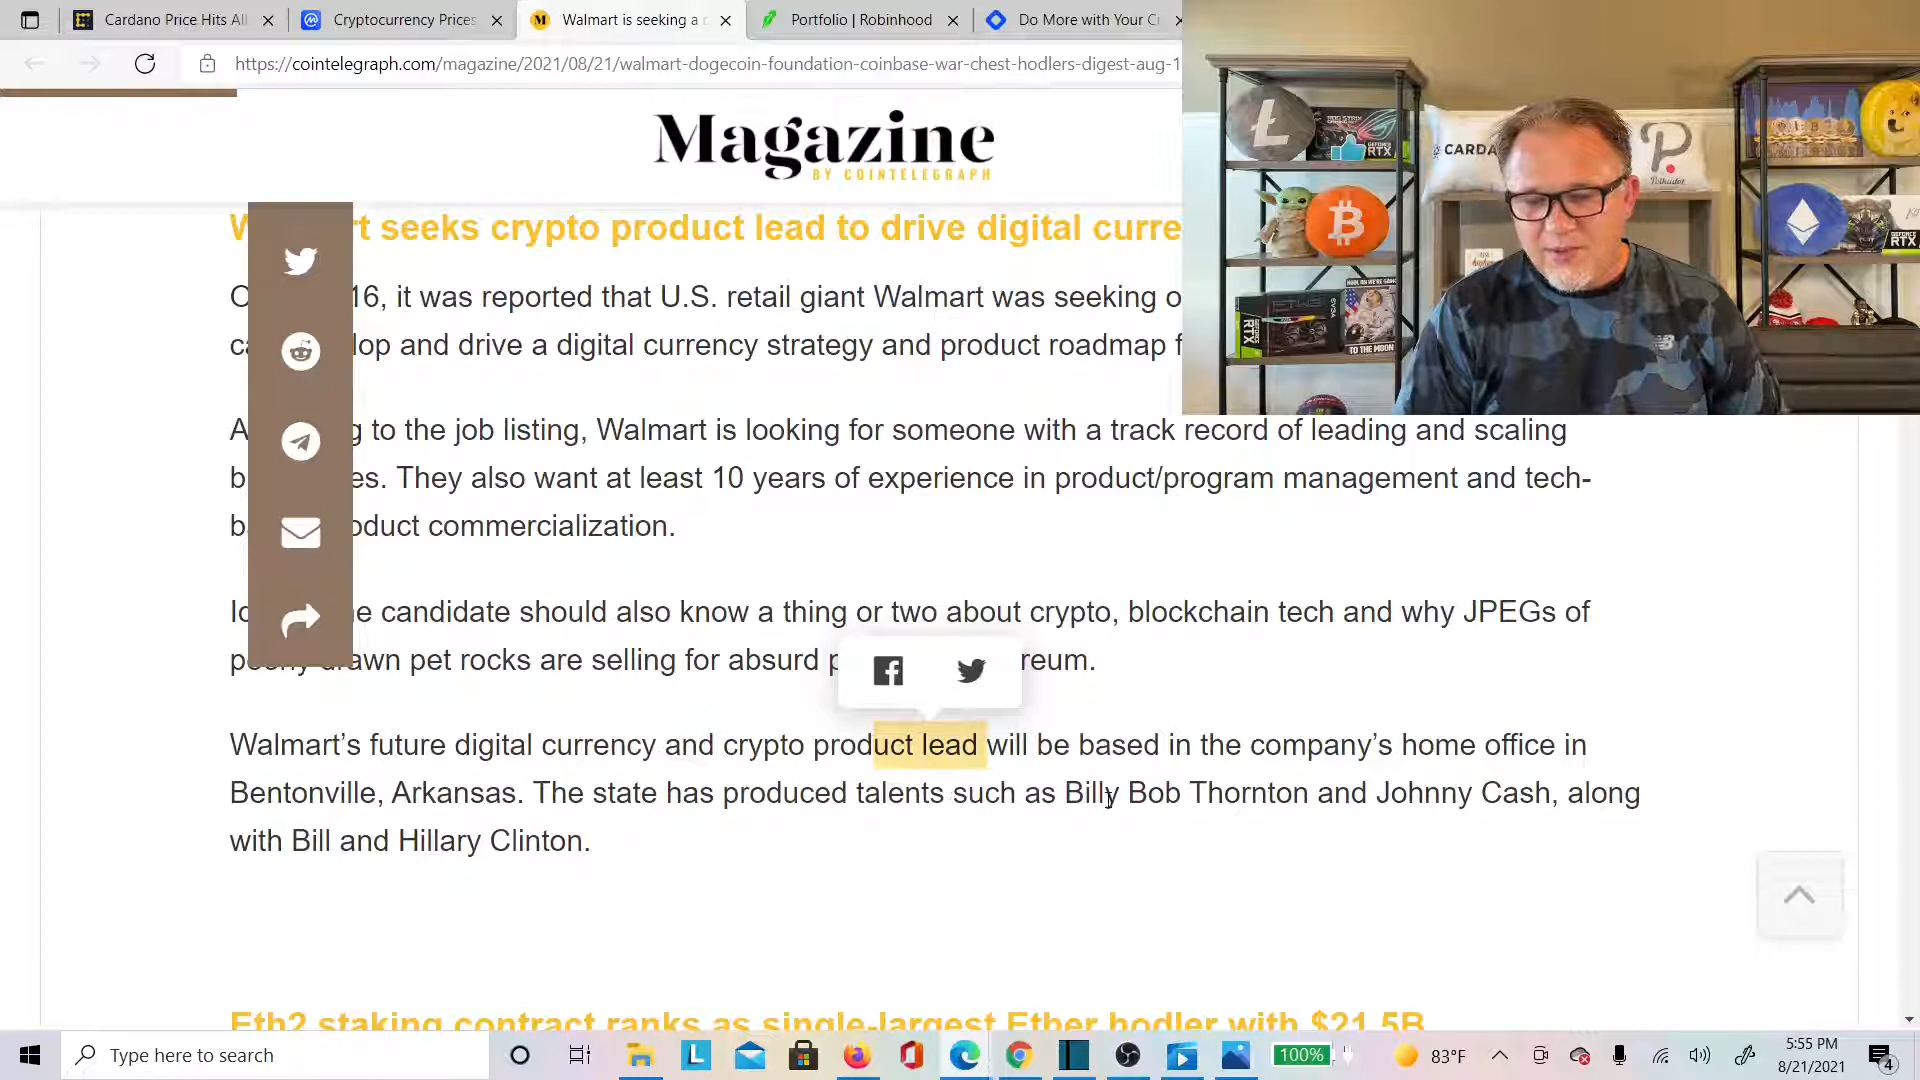 Cardano Price Hits All
Cryptocurrency Prices
Walmart is seeking a
Portfolio | Robinhood
Do More with Your
https://cointelegraph.com/magazine/2021/08/21/walmart-dogecoin-foundation-coinbase-war-chest-hodlers-digest-aug-1
Magazine
BY COINTELEGRAPH
CARDA
Polkadot
GEFORCE RTX
EVGA
TO THE MOON
seeks crypto product lead to drive digital curre
16, it was reported that U.S. retail giant Walmart was seeking
and drive a digital currency strategy and product roadmap
to the job listing, Walmart is looking for someone with a track record of leading and scaling
They also want at least 10 years of experience in product/program management and tech-
commercialization.
candidate should also know a thing or two about crypto, blockchain tech and why JPEGs of
pet rocks are selling for absurd
Walmart’s future digital currency and crypto product lead will be based in the company’s home office in
Bentonville, Arkansas. The state has produced talents such as Billy Bob Thornton and Johnny Cash, along
with Bill and Hillary Clinton.
Eth2 staking contract ranks as single-largest Ether hodler with $21.5B
Type here to search
100%
83°F
5:55 PM
8/21/2021
4